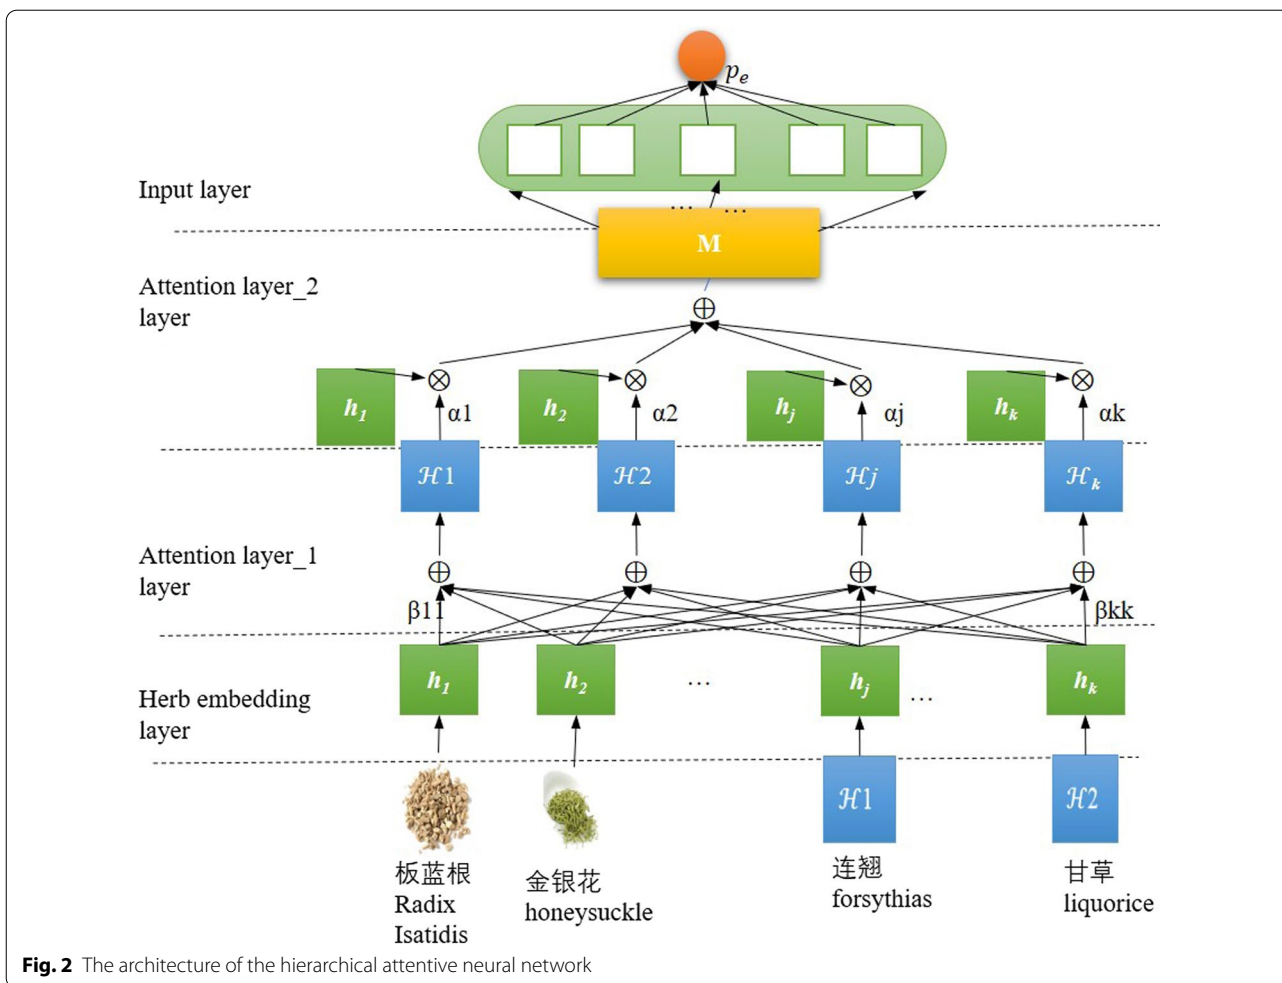 pₑ
Input layer
… …
M
Attention layer_2
layer
⊕
⊗ ⊗ ⊗ ⊗
h₁ α1 h₂ α2 hⱼ αj hₖ αk
ℋ1 ℋ2 ℋj ℋₖ
Attention layer_1
layer
⊕ ⊕ ⊕ ⊕
β11 βkk
h₁ h₂ … hⱼ … hₖ
Herb embedding
layer
ℋ1 ℋ2
板蓝根
Radix
Isatidis
金银花
honeysuckle
连翘
forsythias
甘草
liquorice
Fig. 2 The architecture of the hierarchical attentive neural network